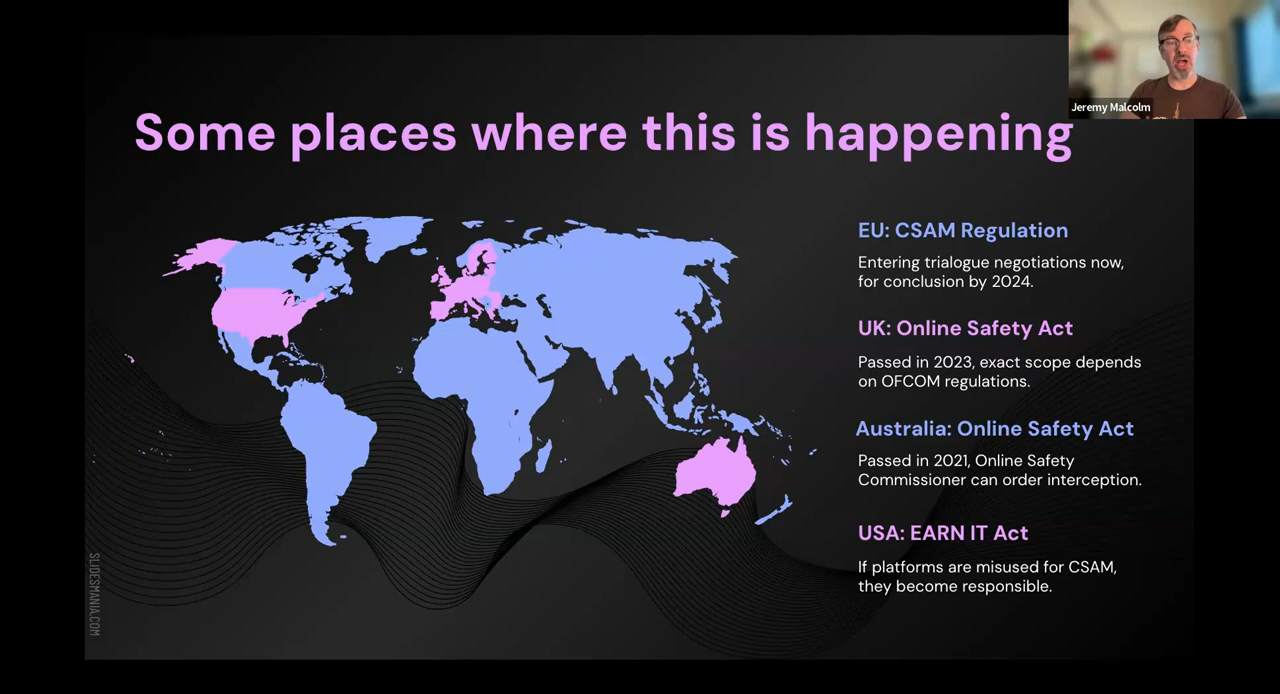 Jeremy Malcolm
Some places where this is happening
EU: CSAM Regulation
Entering trialogue negotiations now,
for conclusion by 2024.
UK: Online Safety Act
Passed in 2023, exact scope depends
on OFCOM regulations.
Australia: Online Safety Act
Passed in 2021, Online Safety
Commissioner can order interception.
USA: EARN IT Act
If platforms are misused for CSAM,
they become responsible.
SLIDESMANIA.COM